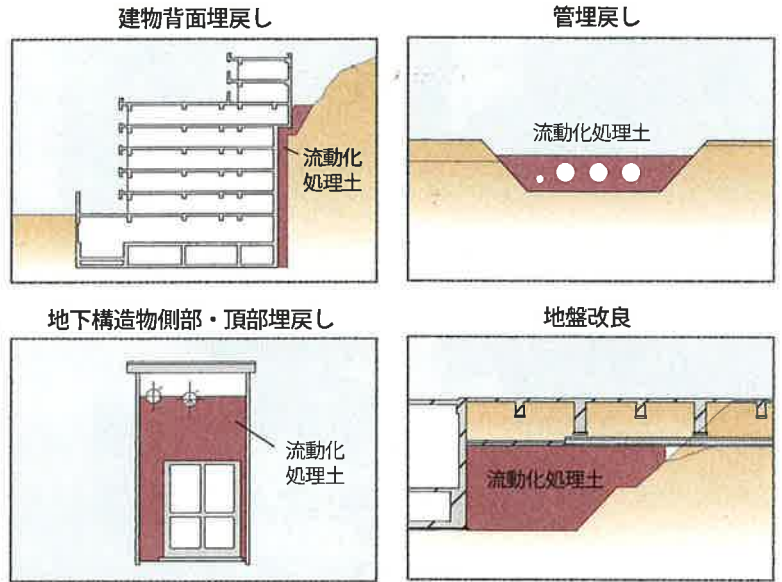 建物背面埋戻し
流動化
処理土
管埋戻し
流動化処理土
地下構造物側部・頂部埋戻し
流動化
処理土
地盤改良
流動化処理土